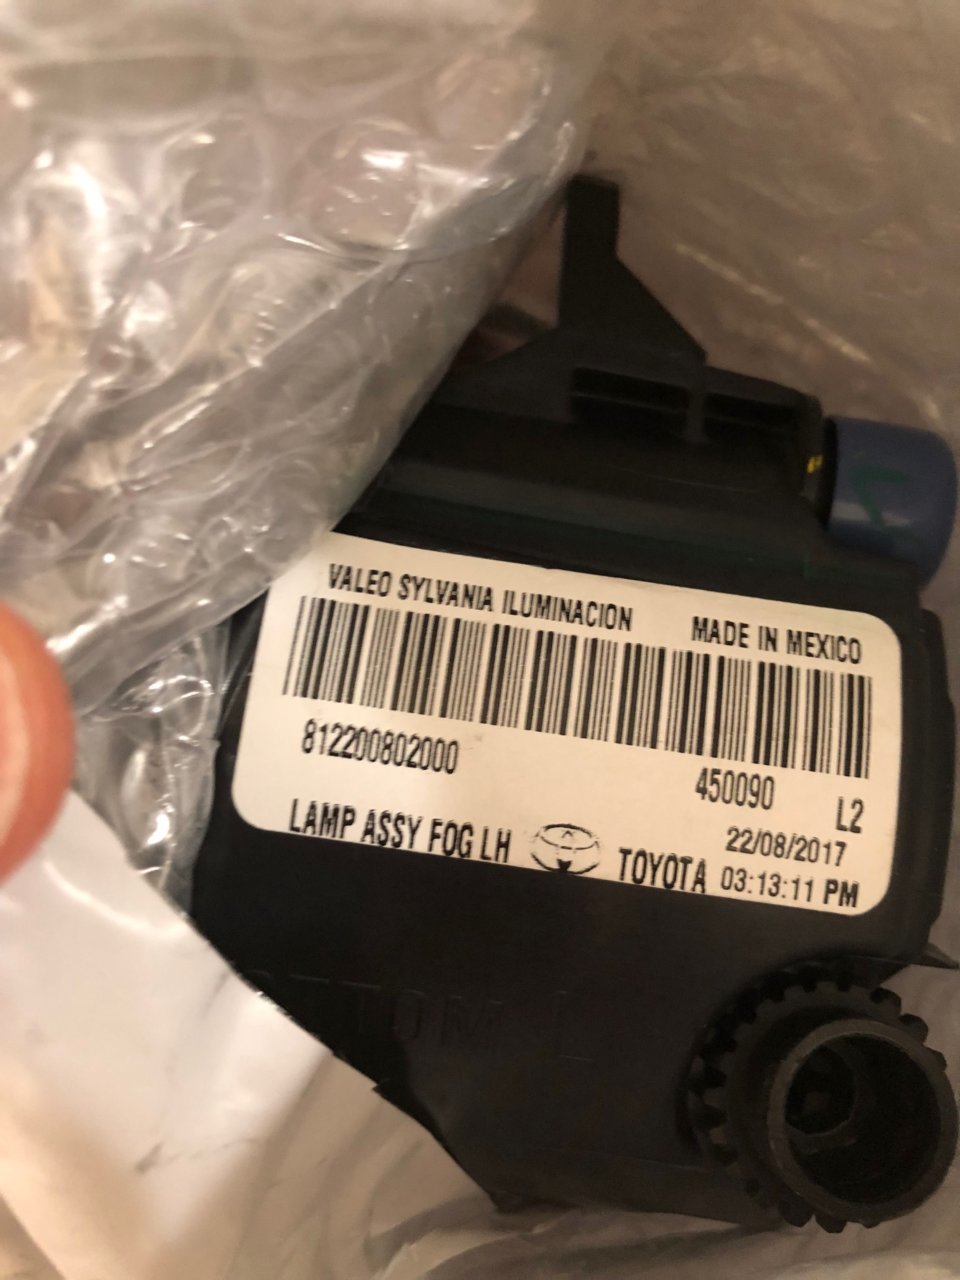 VALEO SYLVANIA ILUMINACION MADE IN MEXICO
812200802000 450090 L2
22/08/2017
LAMP ASSY FOG LH TOYOTA 03:13:11 PM